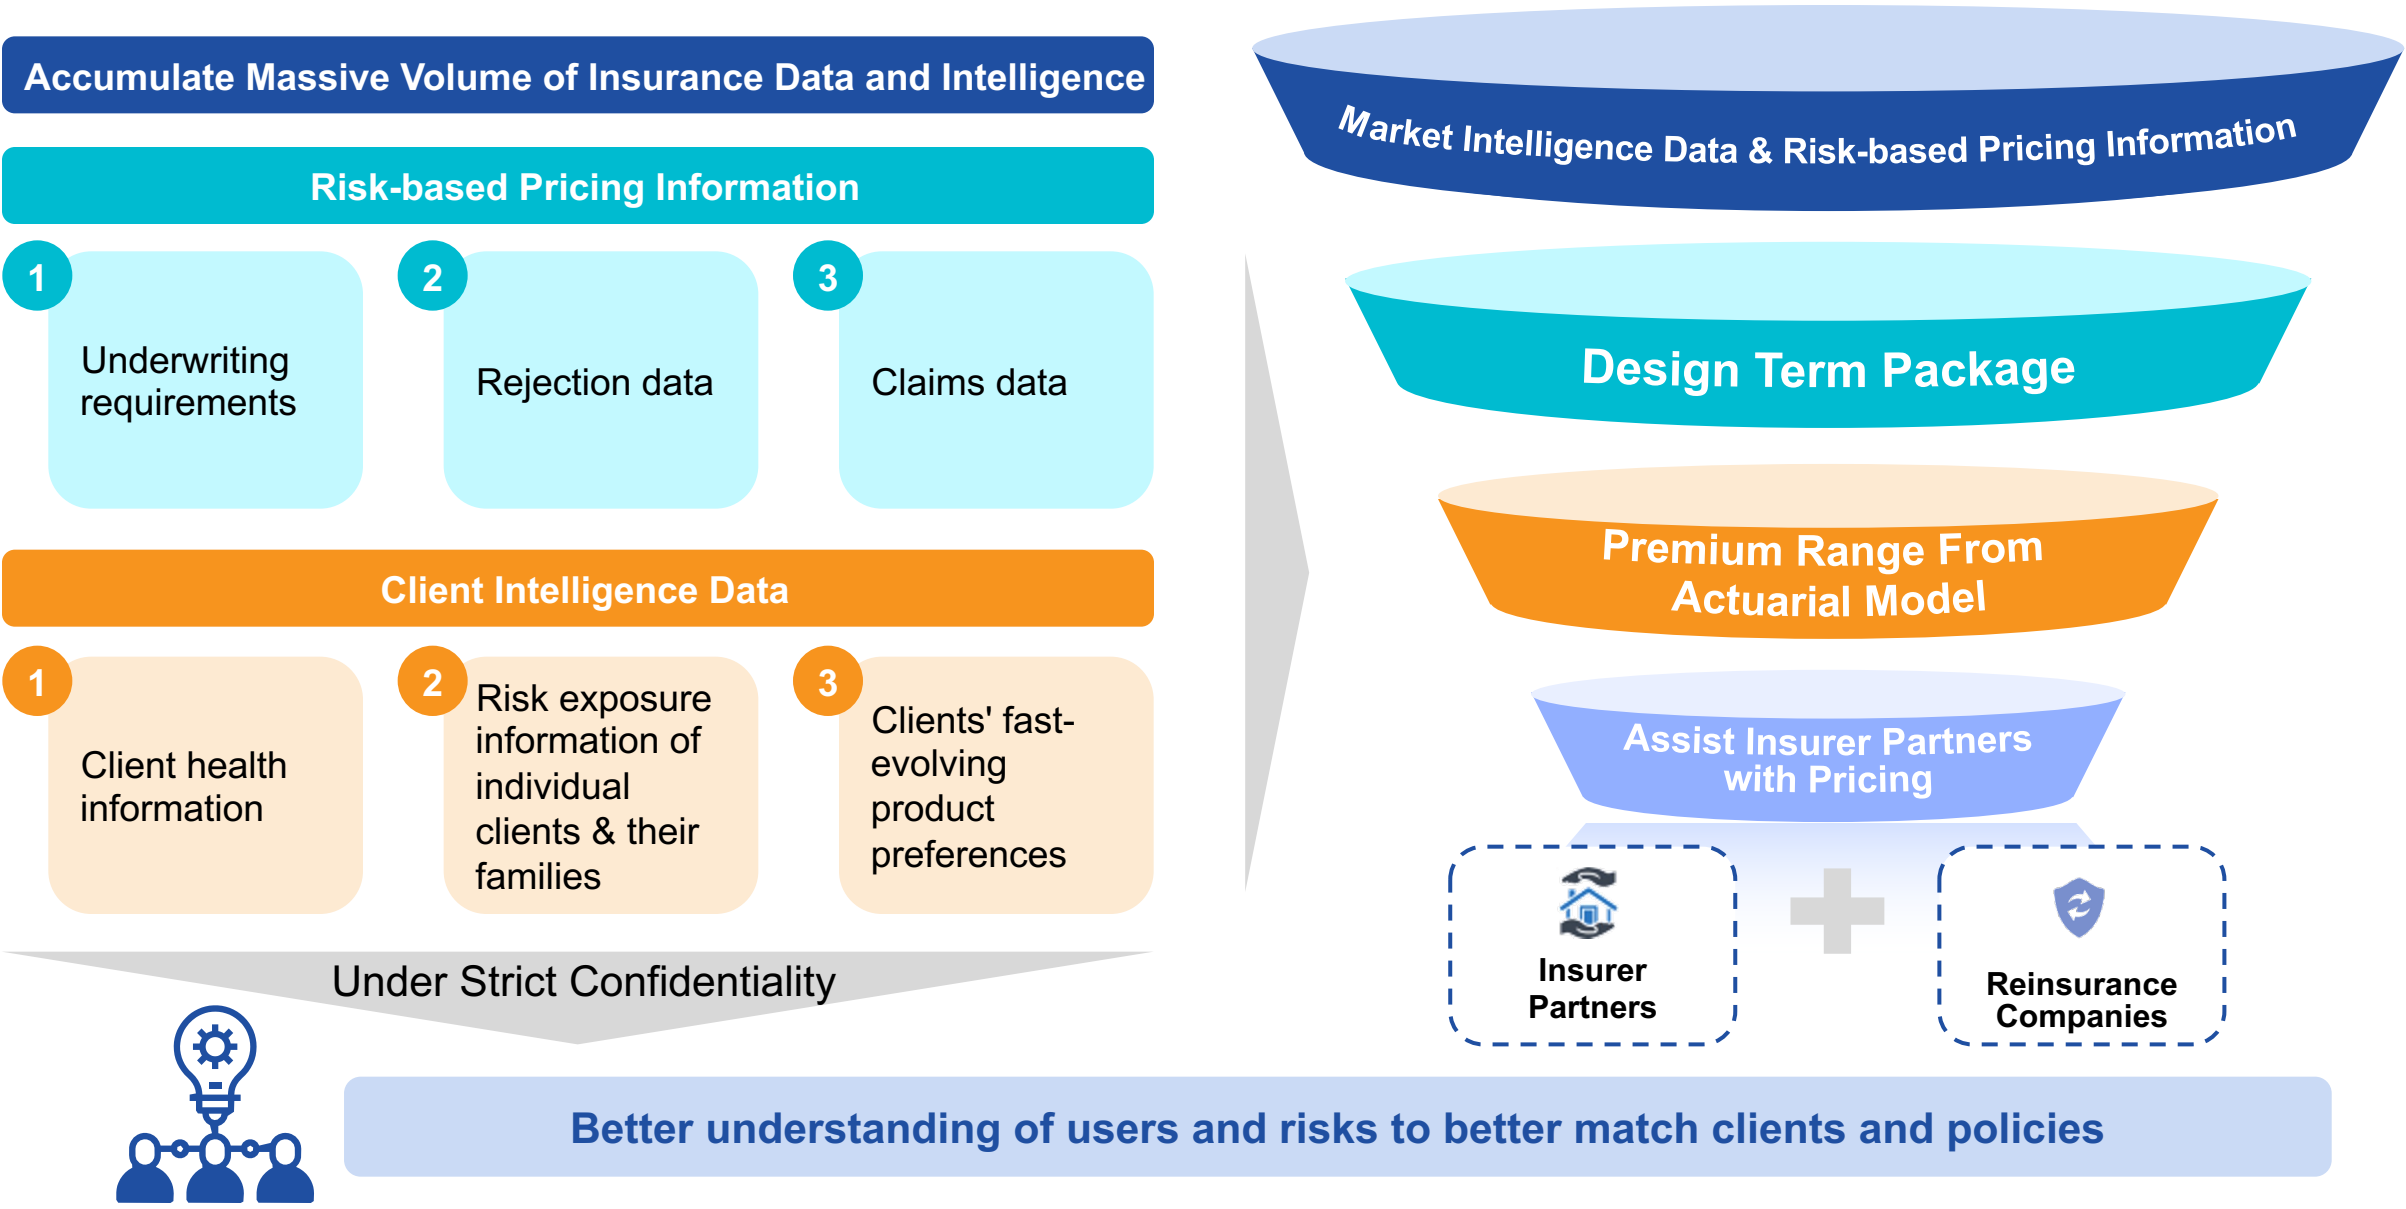 Accumulate Massive Volume of Insurance Data and Intelligence
Risk-based Pricing Information
1
Underwriting
requirements
2
Rejection data
3
Claims data
Client Intelligence Data
1
Client health
information
2
Risk exposure
information of
individual
clients & their
families
3
Clients' fast-
evolving
product
preferences
Under Strict Confidentiality
Market Intelligence Data & Risk-based Pricing Information
Design Term Package
Premium Range From
Actuarial Model
Assist Insurer Partners
with Pricing
Insurer
Partners
Reinsurance
Companies
Better understanding of users and risks to better match clients and policies